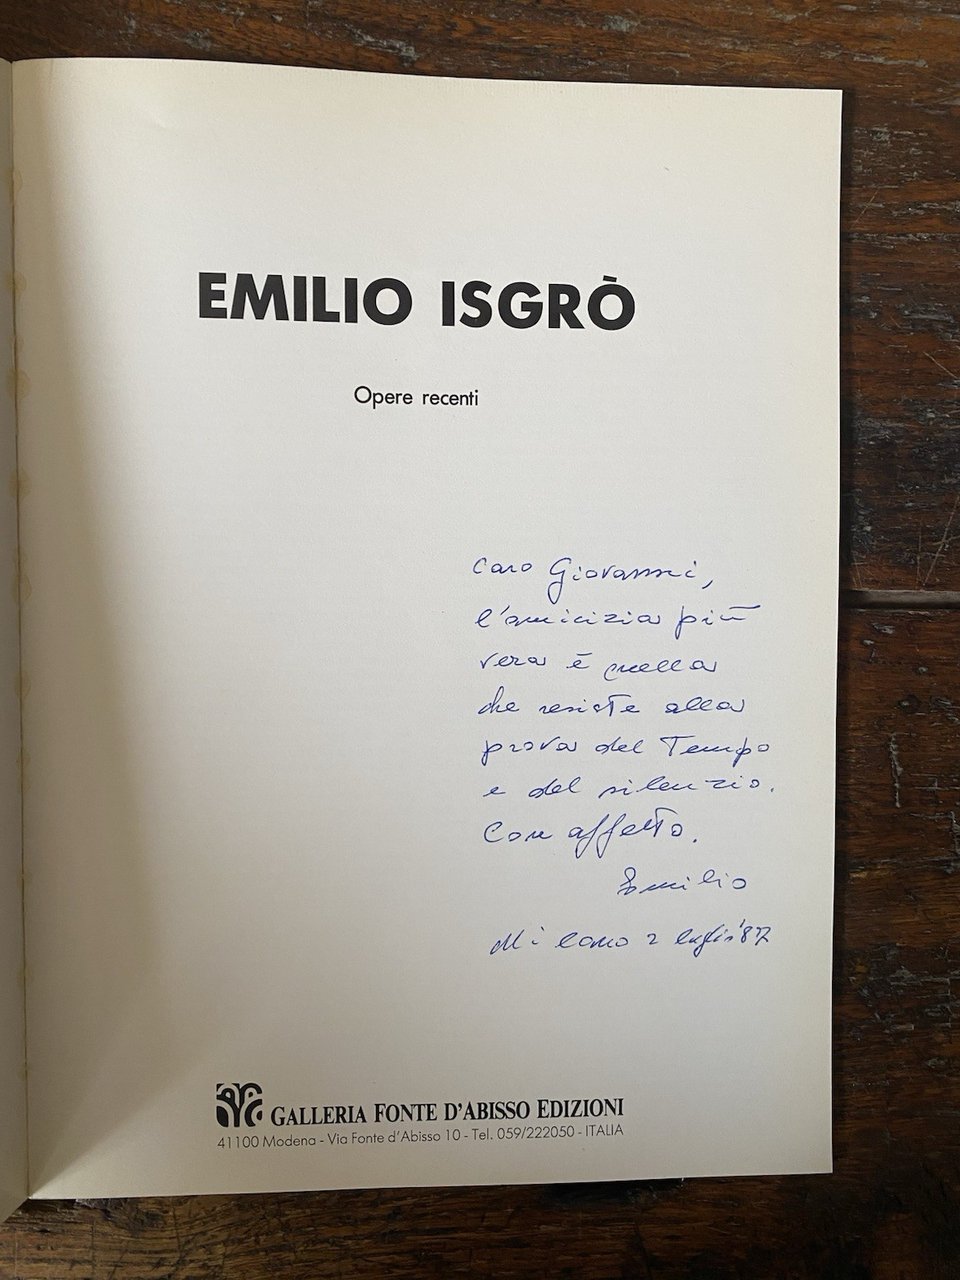 EMILIO ISGRÒ
Opere recenti
Caro Giovanni,
l'amicizia più
vera è quella
che resiste alla
prova del Tempo
e del silenzio.
Con affetto.
Emilio
Milano 2 luglio '87
GALLERIA FONTE D'ABISSO EDIZIONI
41100 Modena - Via Fonte d'Abisso 10 - Tel. 059/222050 - ITALIA